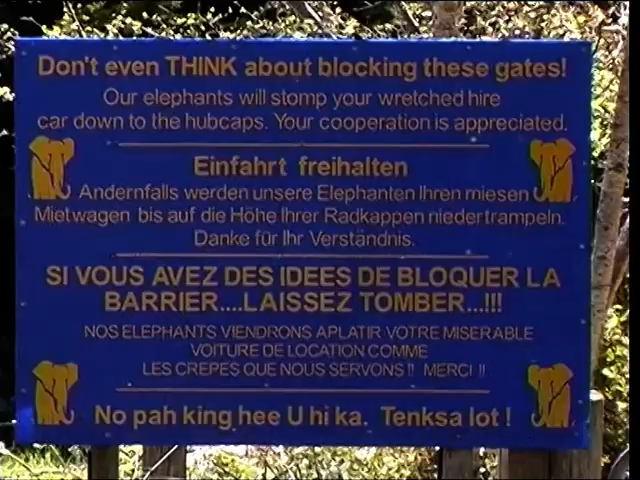 Don't even THINK about blocking these gates!
Our elephants will stomp your wretched hire
car down to the hubcaps. Your cooperation is appreciated.
Einfahrt freihalten
Andernfalls werden unsere Elephanten Ihren miesen
Mietwagen bis auf die Höhe Ihrer Radkappen niedertrampeln.
Danke für Ihr Verständnis.
SI VOUS AVEZ DES IDEES DE BLOQUER LA
BARRIER....LAISSEZ TOMBER...!!!
NOS ELEPHANTS VIENDRONS APLATIR VOTRE MISERABLE
VOITURE DE LOCATION COMME
LES CREPES QUE NOUS SERVONS !! MERCI !!
No pah king hee U hi ka. Tenksa lot !